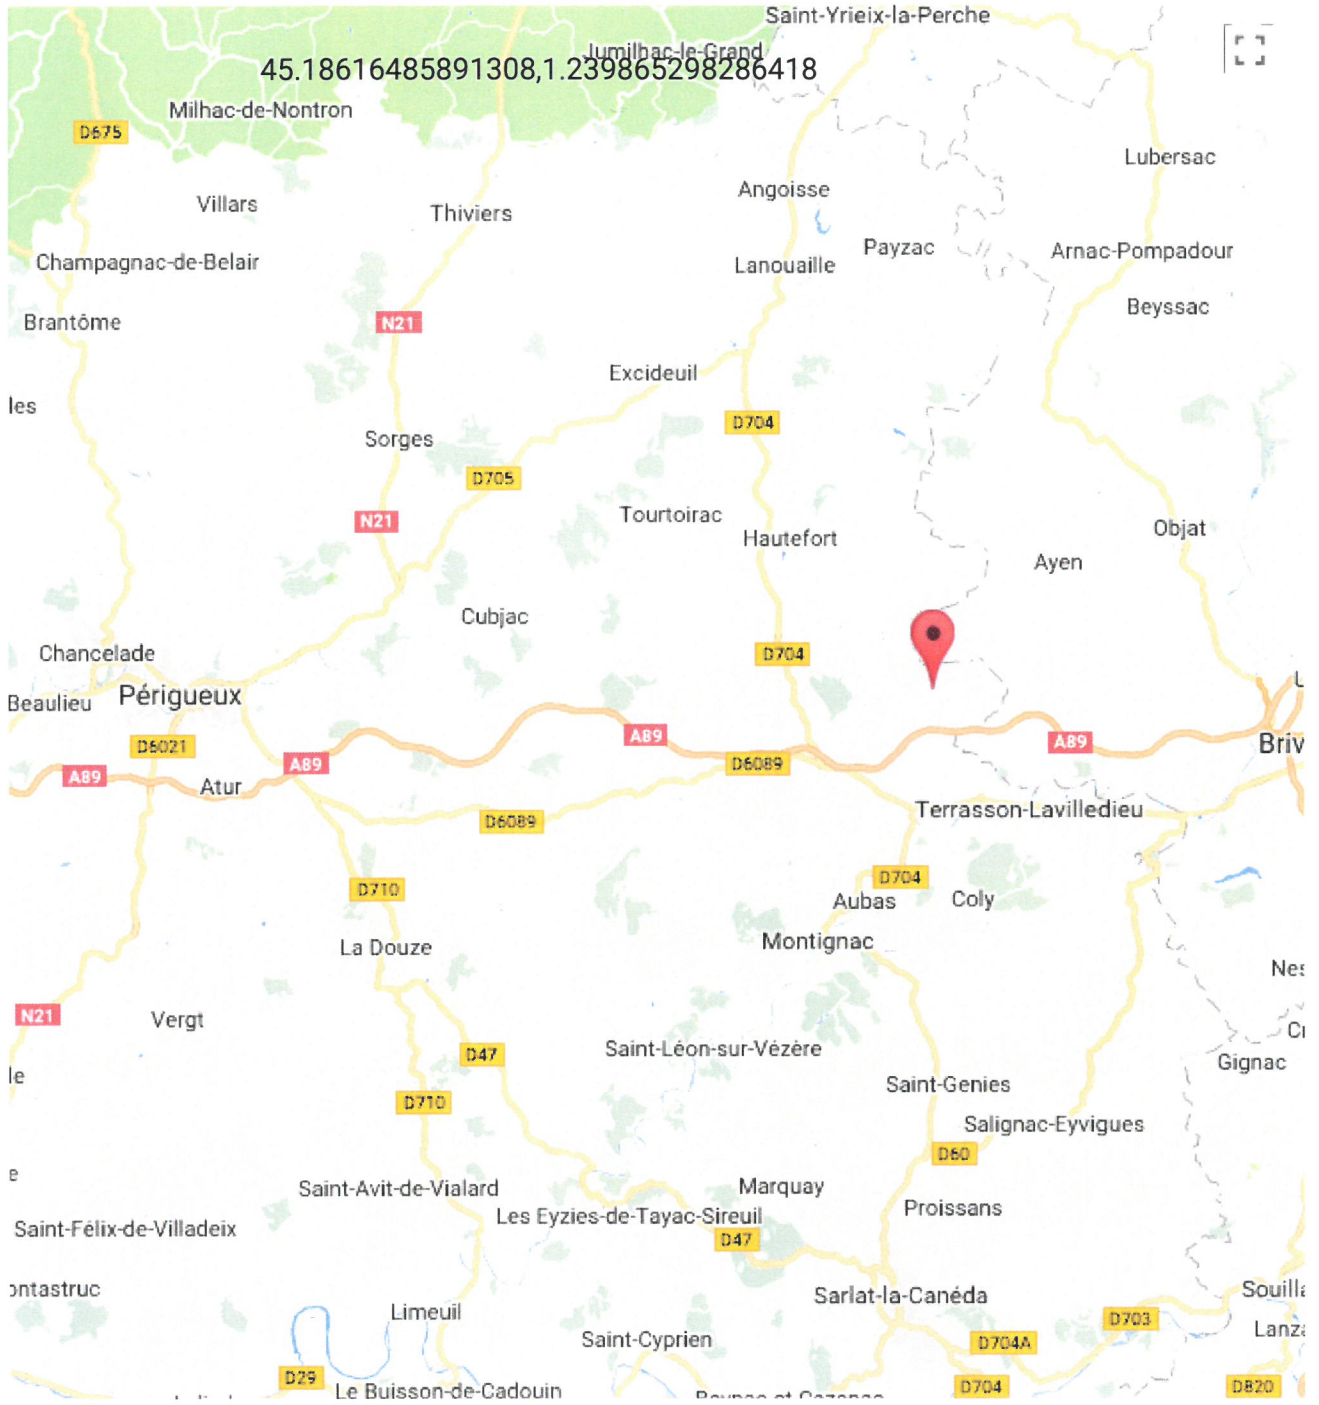 Saint-Yrieix-la-Perche
Jumilhac-le-Grand
45.18616485891308,1.239865298286418
Milhac-de-Nontron
D675
Lubersac
Angoisse
Villars
Thiviers
Payzac
Arnac-Pompadour
Champagnac-de-Belair
Lanouaille
Beyssac
Brantôme
N21
Excideuil
les
D704
Sorges
D705
Tourtoirac
N21
Objat
Hautefort
Ayen
Cubjac
Chancelade
D704
Périgueux
Beaulieu
A89
A89
Briv
D6021
D6089
A89
A89
Atur
Terrasson-Lavilledieu
D6089
D704
D710
Aubas
Coly
Montignac
La Douze
Nes
N21
Vergt
Saint-Léon-sur-Vézère
D47
Gignac
le
Saint-Genies
D710
Salignac-Eyvigues
D60
e
Saint-Avit-de-Vialard
Marquay
Proissans
Les Eyzies-de-Tayac-Sireuil
Saint-Félix-de-Villadeix
D47
ontastruc
Souilla
Sarlat-la-Canéda
Limeuil
D703
Lanza
Saint-Cyprien
D704A
D29
D704
D820
Le Buisson-de-Cadouin